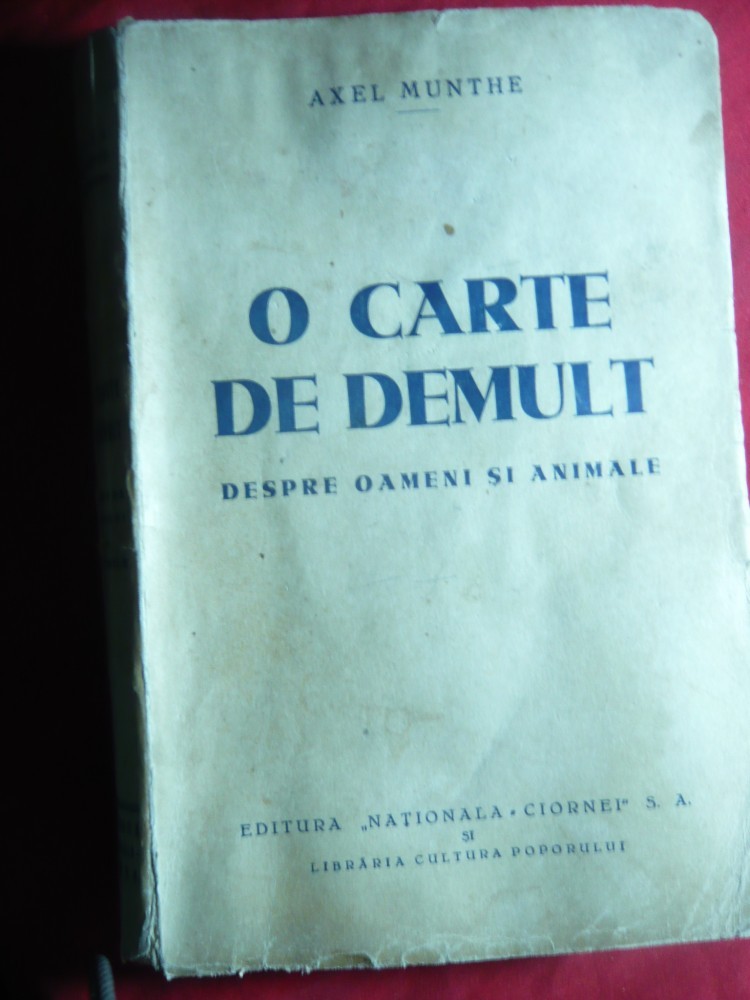 AXEL MUNTHE
O CARTE
DE DEMULT
DESPRE OAMENI ȘI ANIMALE
EDITURA „NAȚIONALA-CIORNEI" S. A.
ȘI
LIBRĂRIA CULTURA POPORULUI